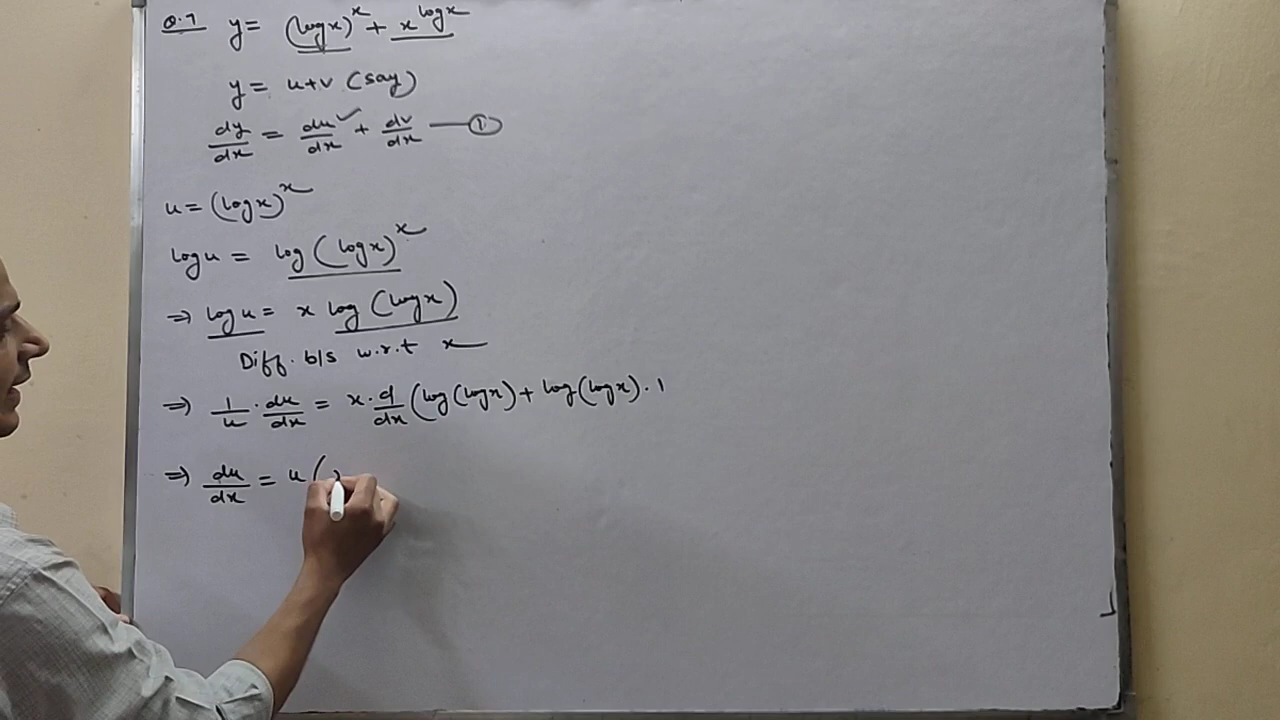 Q.7 y = (log x)^x + x^log x
y = u+v (say)
dy/dx = du/dx ✓ + dv/dx — ①
u = (log x)^x
log u = log (log x)^x
⇒ log u = x log (log x)
Diff. b/s w.r.t x
⇒ 1/u · du/dx = x · d/dx (log (log x) + log (log x) · 1
⇒ du/dx = u (